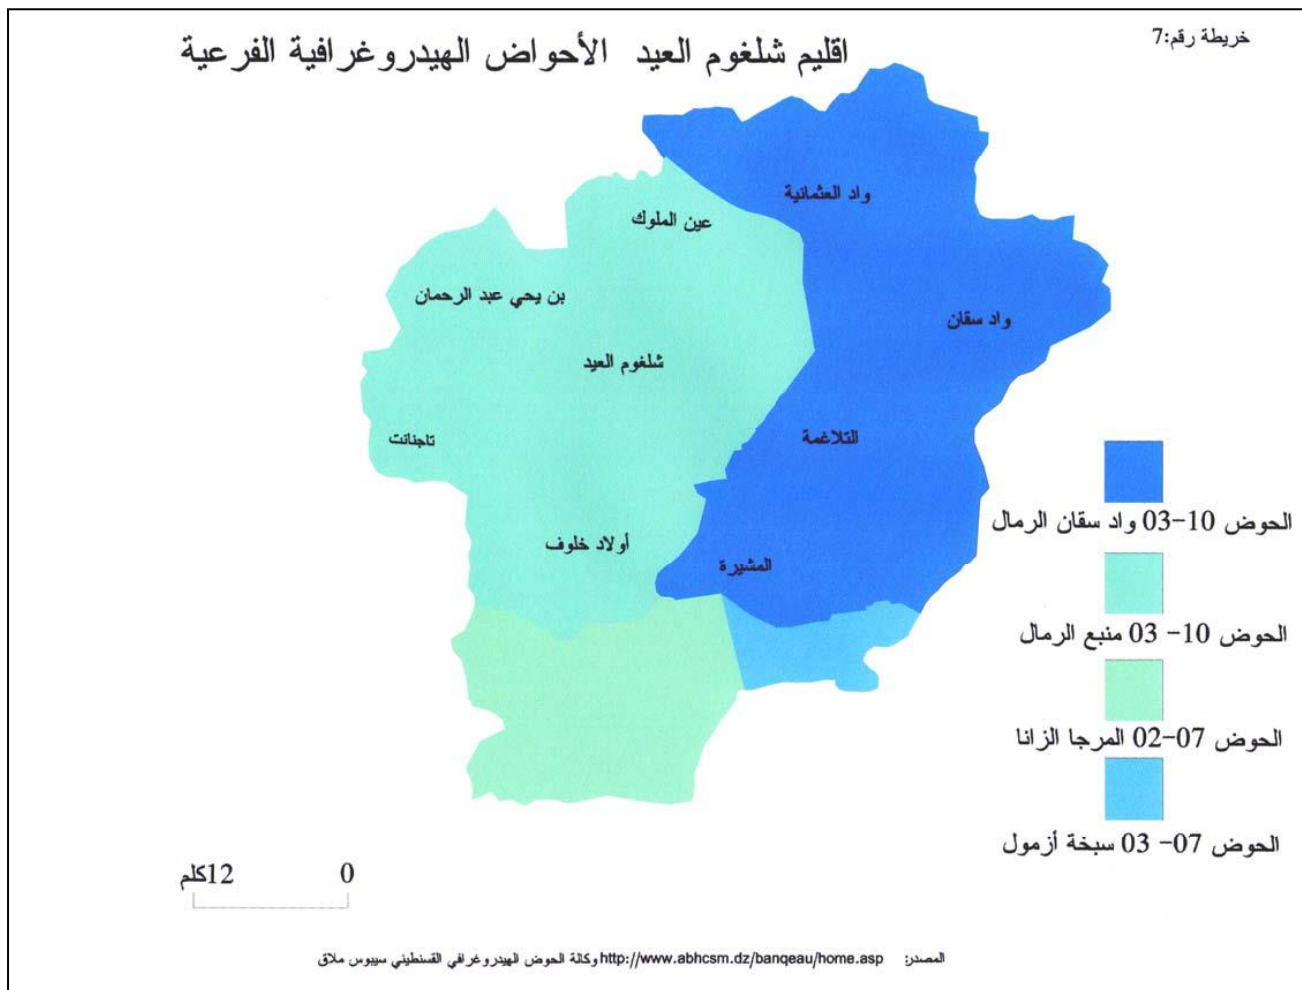 خريطة رقم:7
اقليم شلغوم العيد الأحواض الهيدروغرافية الفرعية
واد العثمانية
عين الملوك
بن يحي عبد الرحمان
واد سقان
شلغوم العيد
تاجنانت
التلاغمة
أولاد خلوف
المشيرة
الحوض 10-03 واد سقان الرمال
الحوض 10- 03 منبع الرمال
الحوض 07-02 المرجا الزانا
الحوض 07- 03 سبخة أزمول
0 12كلم
المصدر: http://www.abhcsm.dz/banqeau/home.asp وكالة الحوض الهيدروغرافي القسنطيني سيبوس ملاق